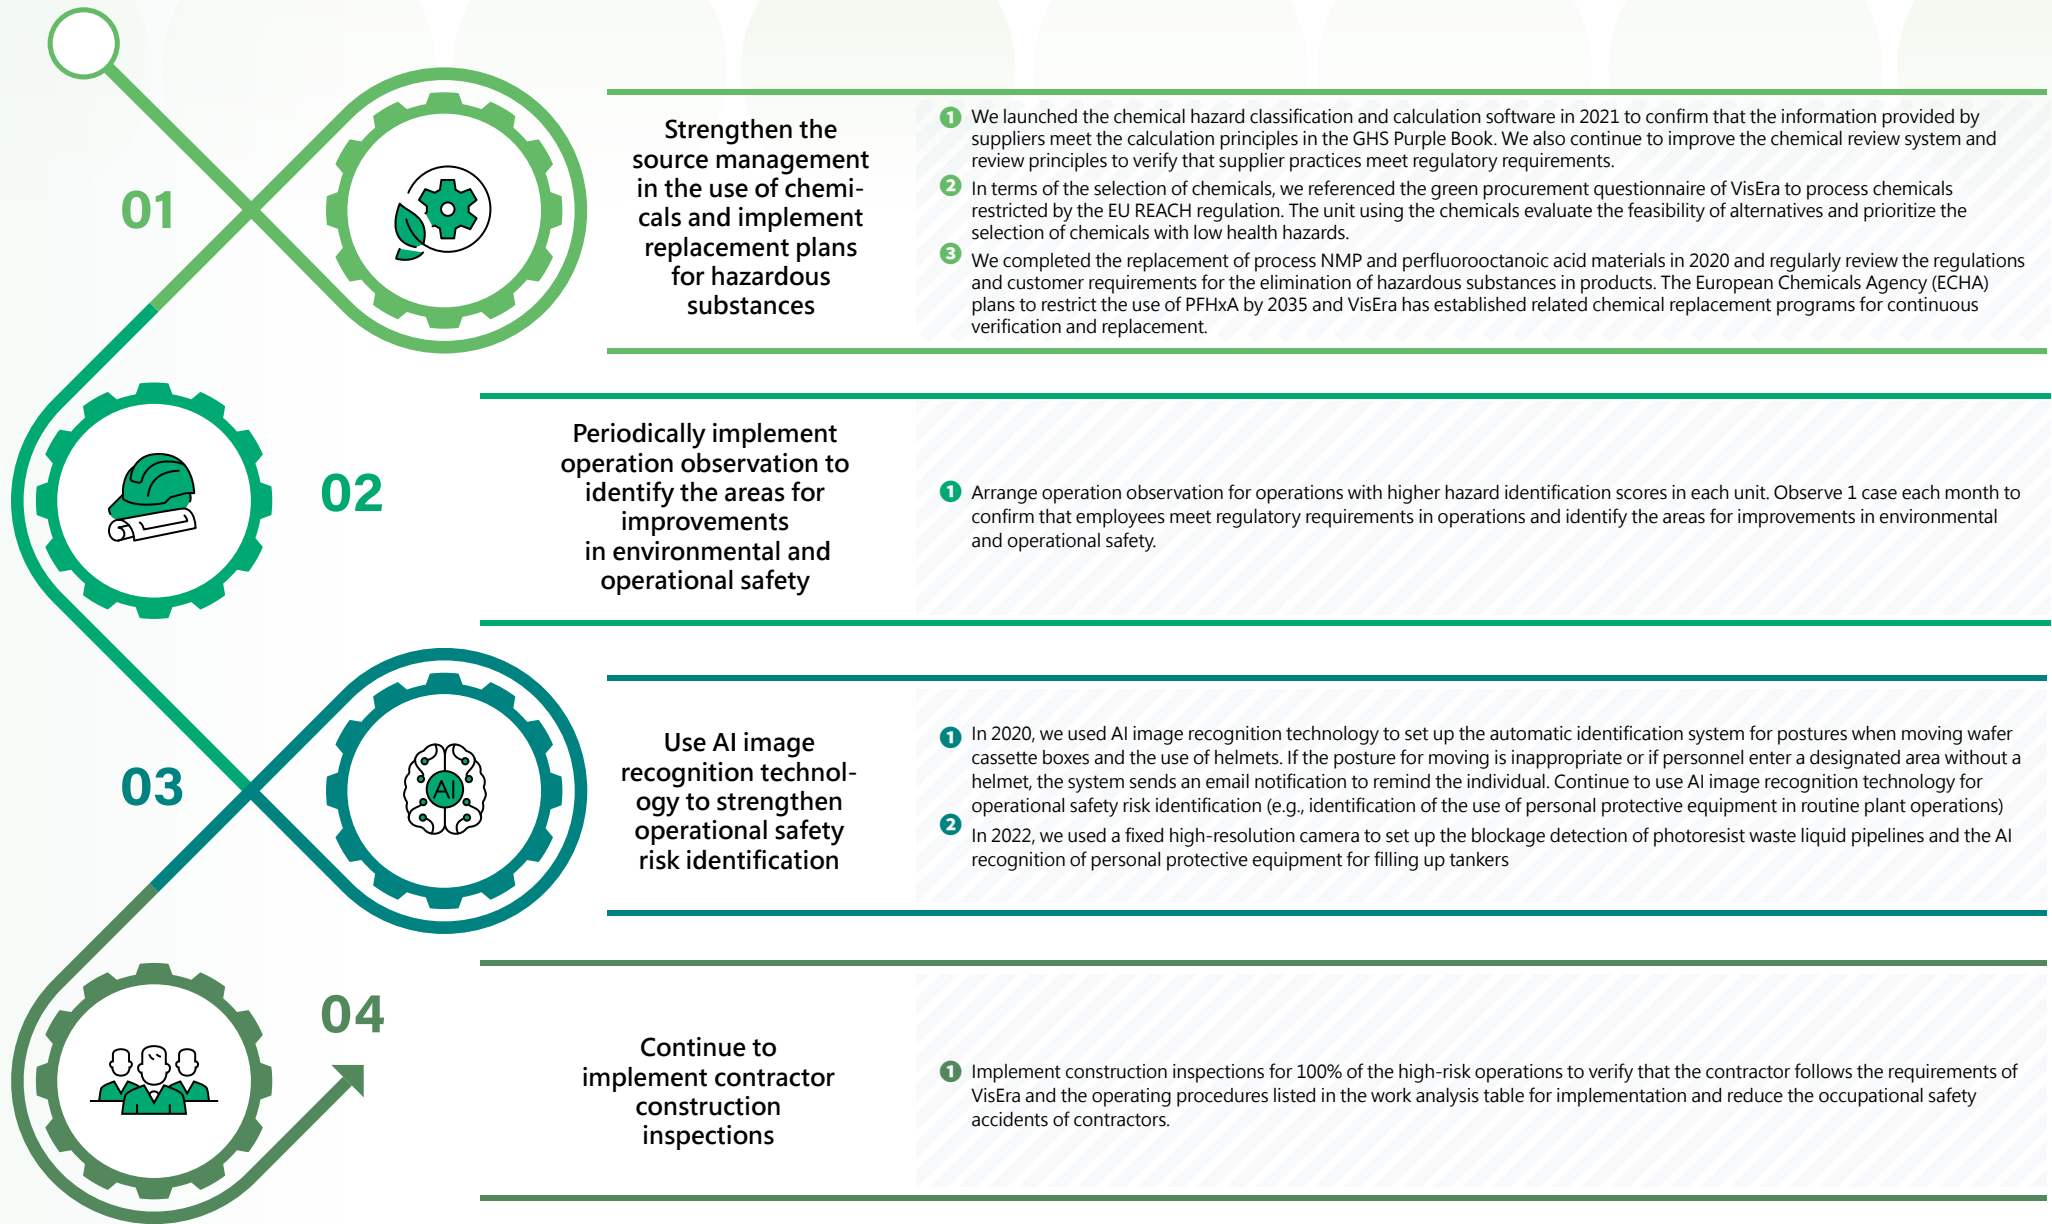 01
Strengthen the
source management
in the use of chemi-
cals and implement
replacement plans
for hazardous
substances
1 We launched the chemical hazard classification and calculation software in 2021 to confirm that the information provided by
suppliers meet the calculation principles in the GHS Purple Book. We also continue to improve the chemical review system and
review principles to verify that supplier practices meet regulatory requirements.
2 In terms of the selection of chemicals, we referenced the green procurement questionnaire of VisEra to process chemicals
restricted by the EU REACH regulation. The unit using the chemicals evaluate the feasibility of alternatives and prioritize the
selection of chemicals with low health hazards.
3 We completed the replacement of process NMP and perfluorooctanoic acid materials in 2020 and regularly review the regulations
and customer requirements for the elimination of hazardous substances in products. The European Chemicals Agency (ECHA)
plans to restrict the use of PFHxA by 2035 and VisEra has established related chemical replacement programs for continuous
verification and replacement.
02
Periodically implement
operation observation to
identify the areas for
improvements
in environmental and
operational safety
1 Arrange operation observation for operations with higher hazard identification scores in each unit. Observe 1 case each month to
confirm that employees meet regulatory requirements in operations and identify the areas for improvements in environmental
and operational safety.
03
AI
Use AI image
recognition technol-
ogy to strengthen
operational safety
risk identification
1 In 2020, we used AI image recognition technology to set up the automatic identification system for postures when moving wafer
cassette boxes and the use of helmets. If the posture for moving is inappropriate or if personnel enter a designated area without a
helmet, the system sends an email notification to remind the individual. Continue to use AI image recognition technology for
operational safety risk identification (e.g., identification of the use of personal protective equipment in routine plant operations)
2 In 2022, we used a fixed high-resolution camera to set up the blockage detection of photoresist waste liquid pipelines and the AI
recognition of personal protective equipment for filling up tankers
04
Continue to
implement contractor
construction
inspections
1 Implement construction inspections for 100% of the high-risk operations to verify that the contractor follows the requirements of
VisEra and the operating procedures listed in the work analysis table for implementation and reduce the occupational safety
accidents of contractors.